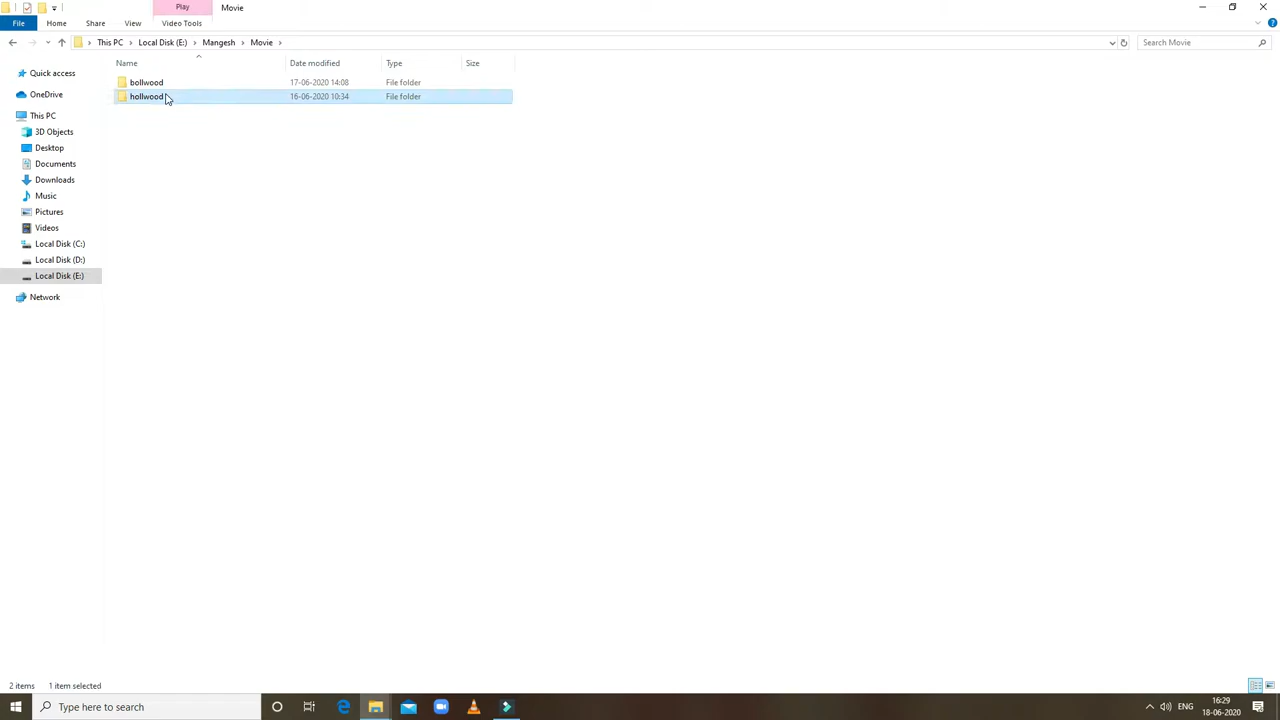 Play
Movie
File
Home
Share
View
Video Tools
This PC
Local Disk (E:)
Mangesh
Movie
Search Movie
Name
Date modified
Type
Size
Quick access
bollwood
17-06-2020 14:08
File folder
hollwood
16-06-2020 10:34
File folder
OneDrive
This PC
3D Objects
Desktop
Documents
Downloads
Music
Pictures
Videos
Local Disk (C:)
Local Disk (D:)
Local Disk (E:)
Network
2 items
1 item selected
Type here to search
ENG
16:29
18-06-2020